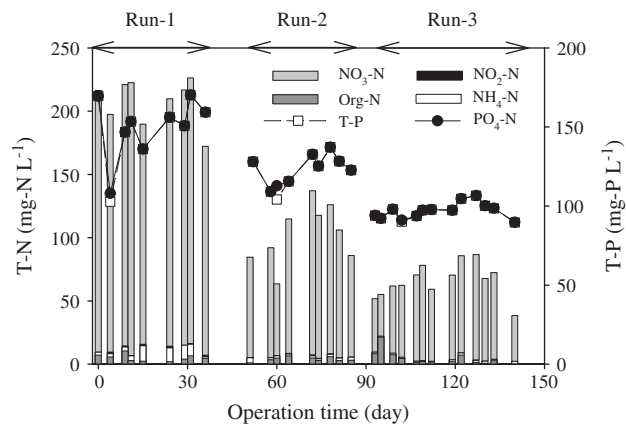 Run-1 Run-2 Run-3
250 200
NO₃-N NO₂-N
Org-N NH₄-N
T-P PO₄-N
200 150
150 100
100 50
50 0
0
T-N (mg-N L⁻¹)
T-P (mg-P L⁻¹)
0 30 60 90 120 150
Operation time (day)